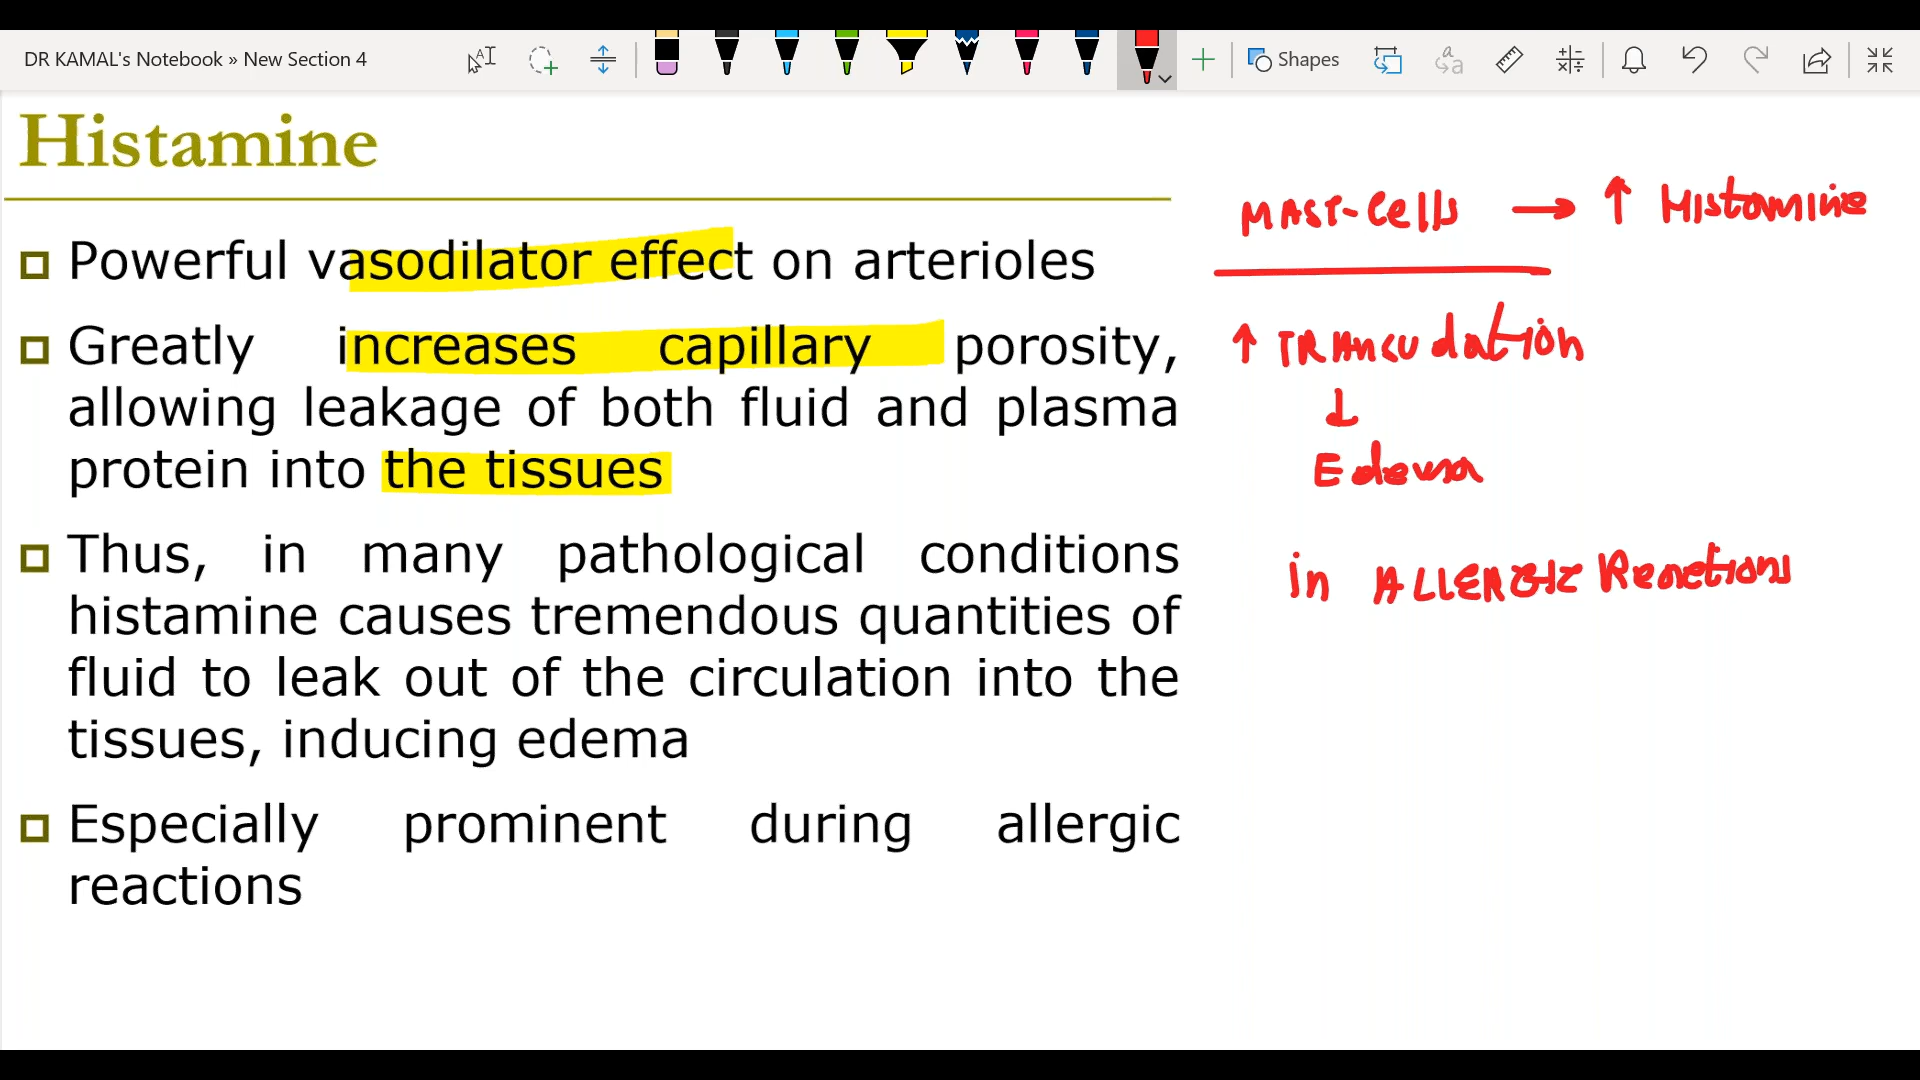 DR KAMAL's Notebook » New Section 4
Shapes
Histamine
Powerful vasodilator effect on arterioles
Greatly increases capillary porosity,
allowing leakage of both fluid and plasma
protein into the tissues
Thus, in many pathological conditions
histamine causes tremendous quantities of
fluid to leak out of the circulation into the
tissues, inducing edema
Especially prominent during allergic
reactions
MAST-Cells → ↑ Histamine
↑ TRANsudation
↓
Edema
in ALLERGIC Reactions